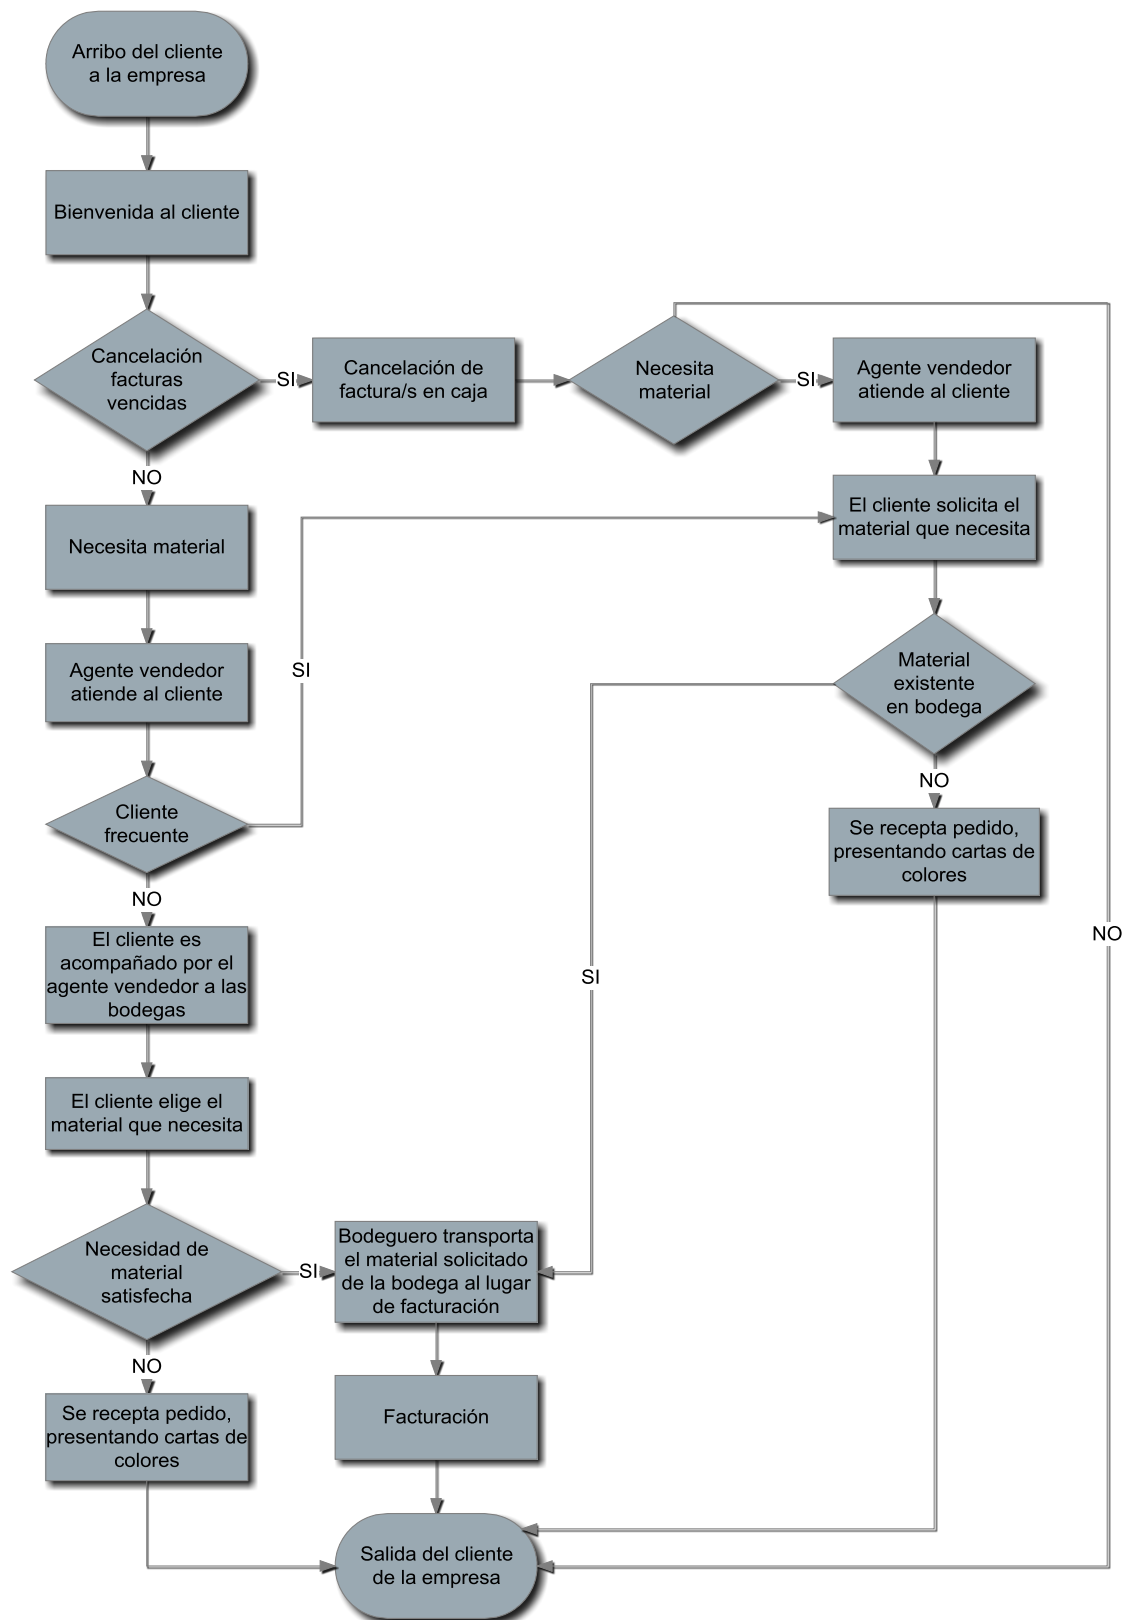 Arribo del cliente
a la empresa
Bienvenida al cliente
Cancelación
facturas
vencidas
SI
Cancelación de
factura/s en caja
Necesita
material
SI
Agente vendedor
atiende al cliente
NO
Necesita material
El cliente solicita el
material que necesita
Agente vendedor
atiende al cliente
SI
Material
existente
en bodega
NO
Cliente
frecuente
Se recepta pedido,
presentando cartas de
colores
NO
El cliente es
acompañado por el
agente vendedor a las
bodegas
SI
NO
El cliente elige el
material que necesita
Necesidad de
material
satisfecha
SI
Bodeguero transporta
el material solicitado
de la bodega al lugar
de facturación
NO
Se recepta pedido,
presentando cartas de
colores
Facturación
Salida del cliente
de la empresa